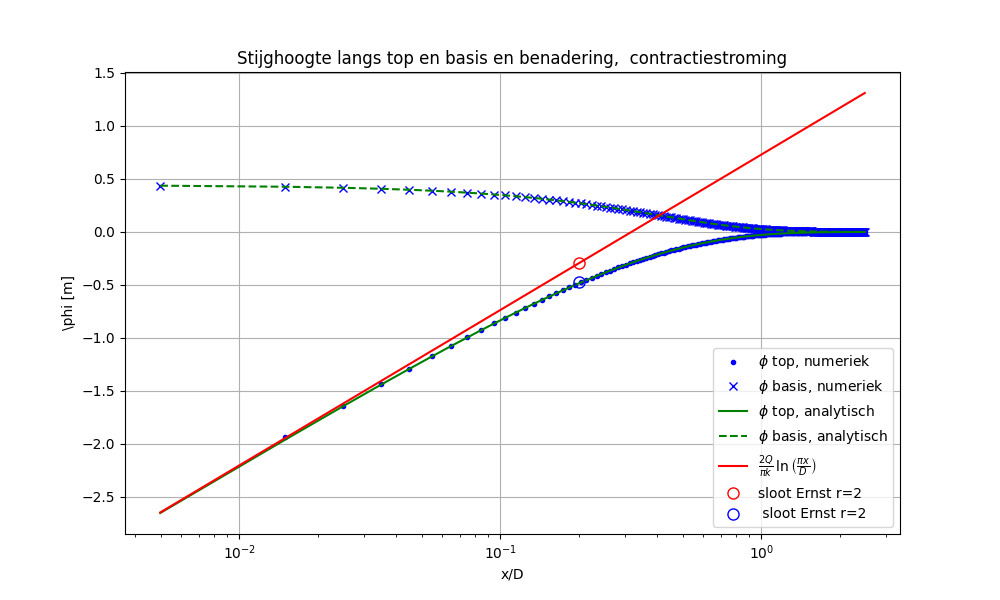 Stijghoogte langs top en basis en benadering,  contractiestroming
\phi [m]
1.5
1.0
0.5
0.0
−0.5
−1.0
−1.5
−2.0
−2.5
10⁻²
10⁻¹
10⁰
x/D
ϕ top, numeriek
ϕ basis, numeriek
ϕ top, analytisch
ϕ basis, analytisch
2Q/πk ln(πx/D)
sloot Ernst r=2
sloot Ernst r=2